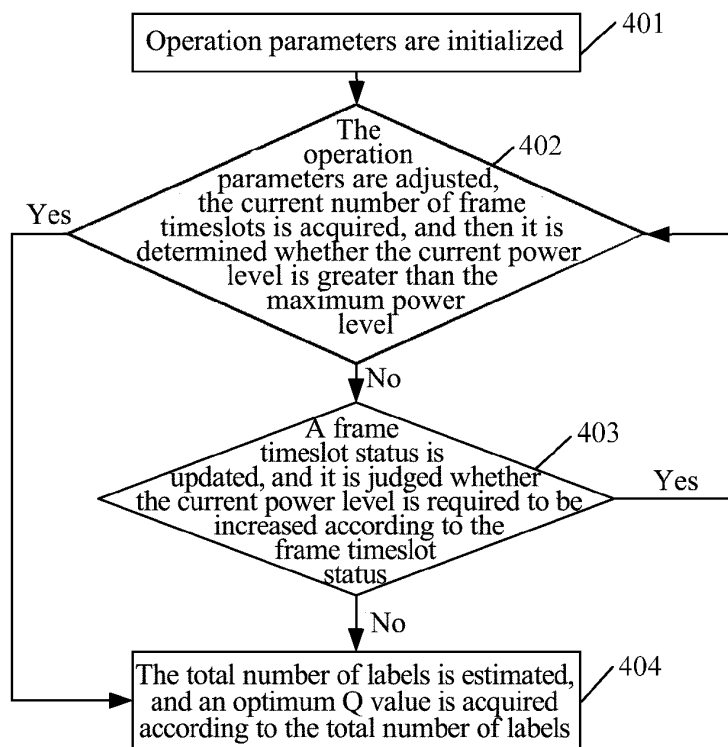 Operation parameters are initialized
401
The
operation
parameters are adjusted,
the current number of frame
timeslots is acquired, and then it is
determined whether the current power
level is greater than the
maximum power
level
402
Yes
No
A frame
timeslot status is
updated, and it is judged whether
the current power level is required to be
increased according to the
frame timeslot
status
403
Yes
No
The total number of labels is estimated,
and an optimum Q value is acquired
according to the total number of labels
404